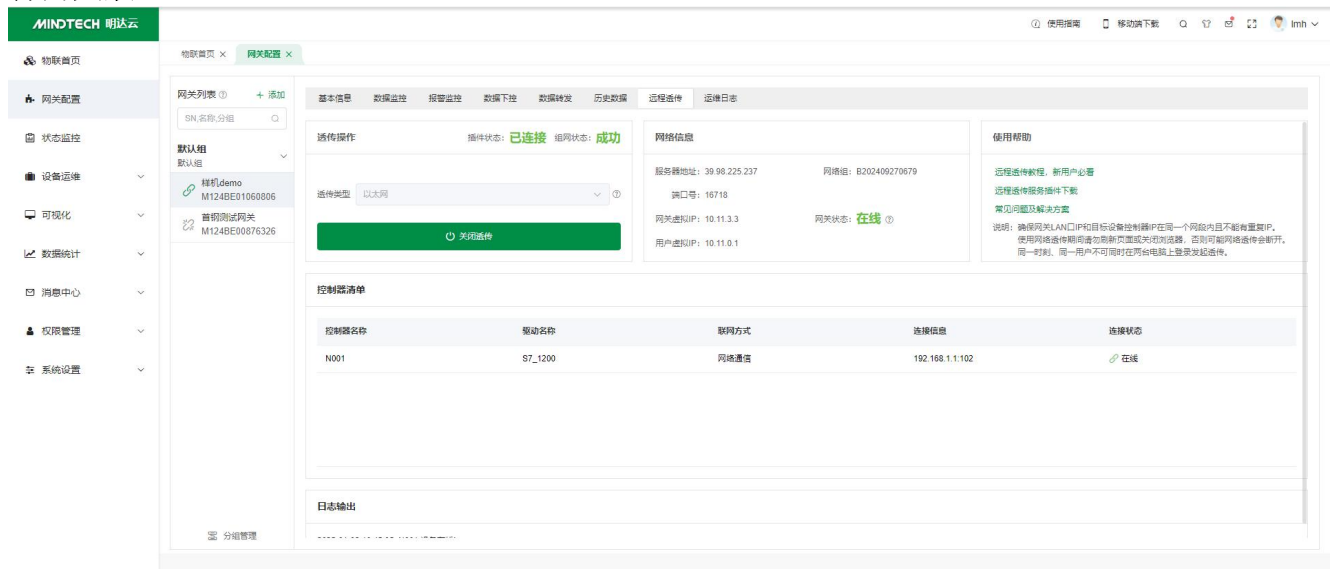 MINDTECH 明达云
使用指南 移动端下载 lmh
物联首页
网关配置
状态监控
设备运维
可视化
数据统计
消息中心
权限管理
系统设置
物联首页 × 网关配置 ×
网关列表 + 添加
SN,名称,分组
默认组
默认组
样机demo
M124BE01060806
首钢测试网关
M124BE00876326
分组管理
基本信息 数据监控 报警监控 数据下控 数据转发 历史数据 远程透传 运维日志
透传操作 插件状态: 已连接 组网状态: 成功
透传类型 以太网
关闭透传
网络信息
服务器地址: 39.98.225.237 网络组: B202409270679
端口号: 16718
网关虚拟IP: 10.11.3.3 网关状态: 在线
用户虚拟IP: 10.11.0.1
使用帮助
远程透传教程，新用户必看
远程透传服务插件下载
常见问题及解决方案
说明: 确保网关LAN口IP和目标设备控制器IP在同一个网段内且不能有重复IP。
使用网络透传期间请勿刷新页面或关闭浏览器，否则可能网络透传会断开。
同一时刻、同一用户不可同时在两台电脑上登录发起透传。
控制器清单
控制器名称 驱动名称 联网方式 连接信息 连接状态
N001 S7_1200 网络通信 192.168.1.1:102 在线
日志输出